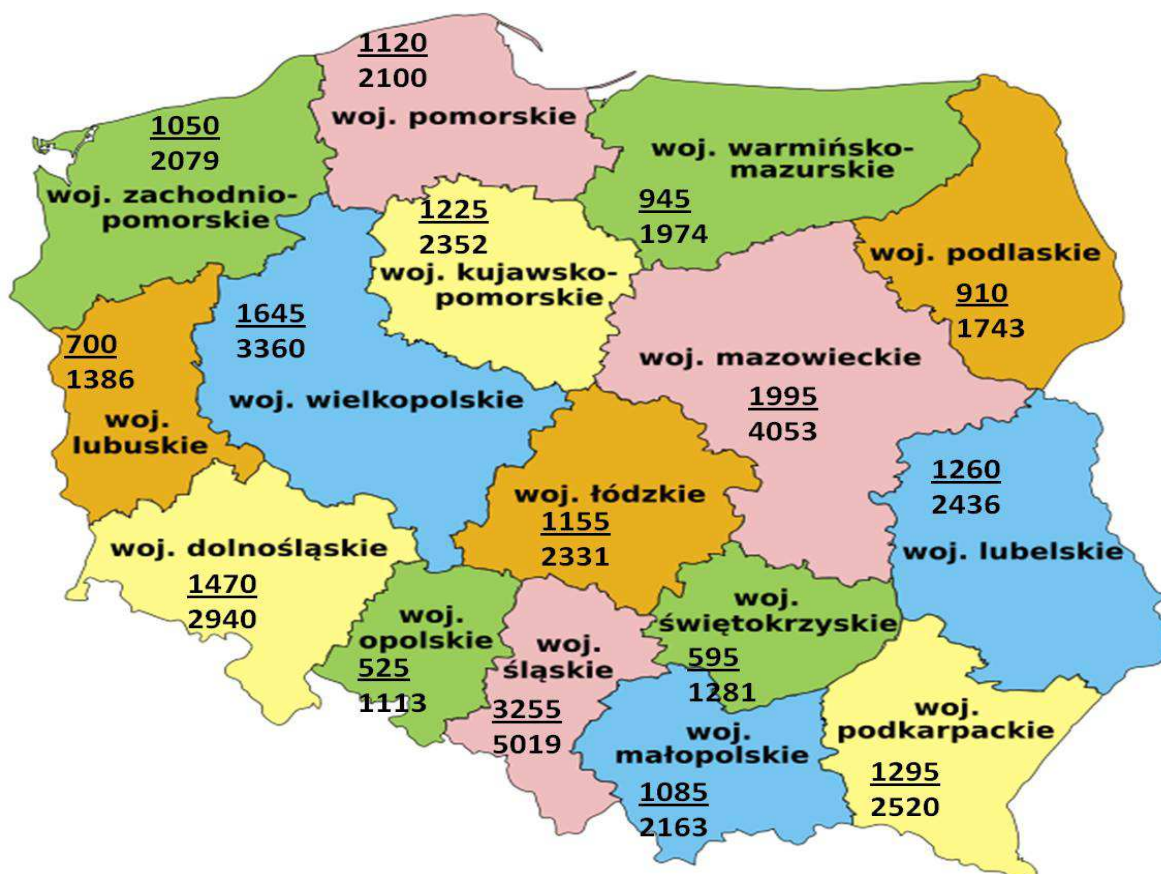 1120
2100
woj. pomorskie
1050
2079
woj. zachodnio-
pomorskie
woj. warmińsko-
mazurskie
945
1974
1225
2352
woj. kujawsko-
pomorskie
woj. podlaskie
910
1743
1645
3360
woj. wielkopolskie
700
1386
woj.
lubuskie
woj. mazowieckie
1995
4053
woj. łódzkie
1155
2331
1260
2436
woj. lubelskie
woj. dolnośląskie
1470
2940
woj.
opolskie
525
1113
woj.
śląskie
3255
5019
woj.
świętokrzyskie
595
1281
woj.
małopolskie
1085
2163
woj.
podkarpackie
1295
2520